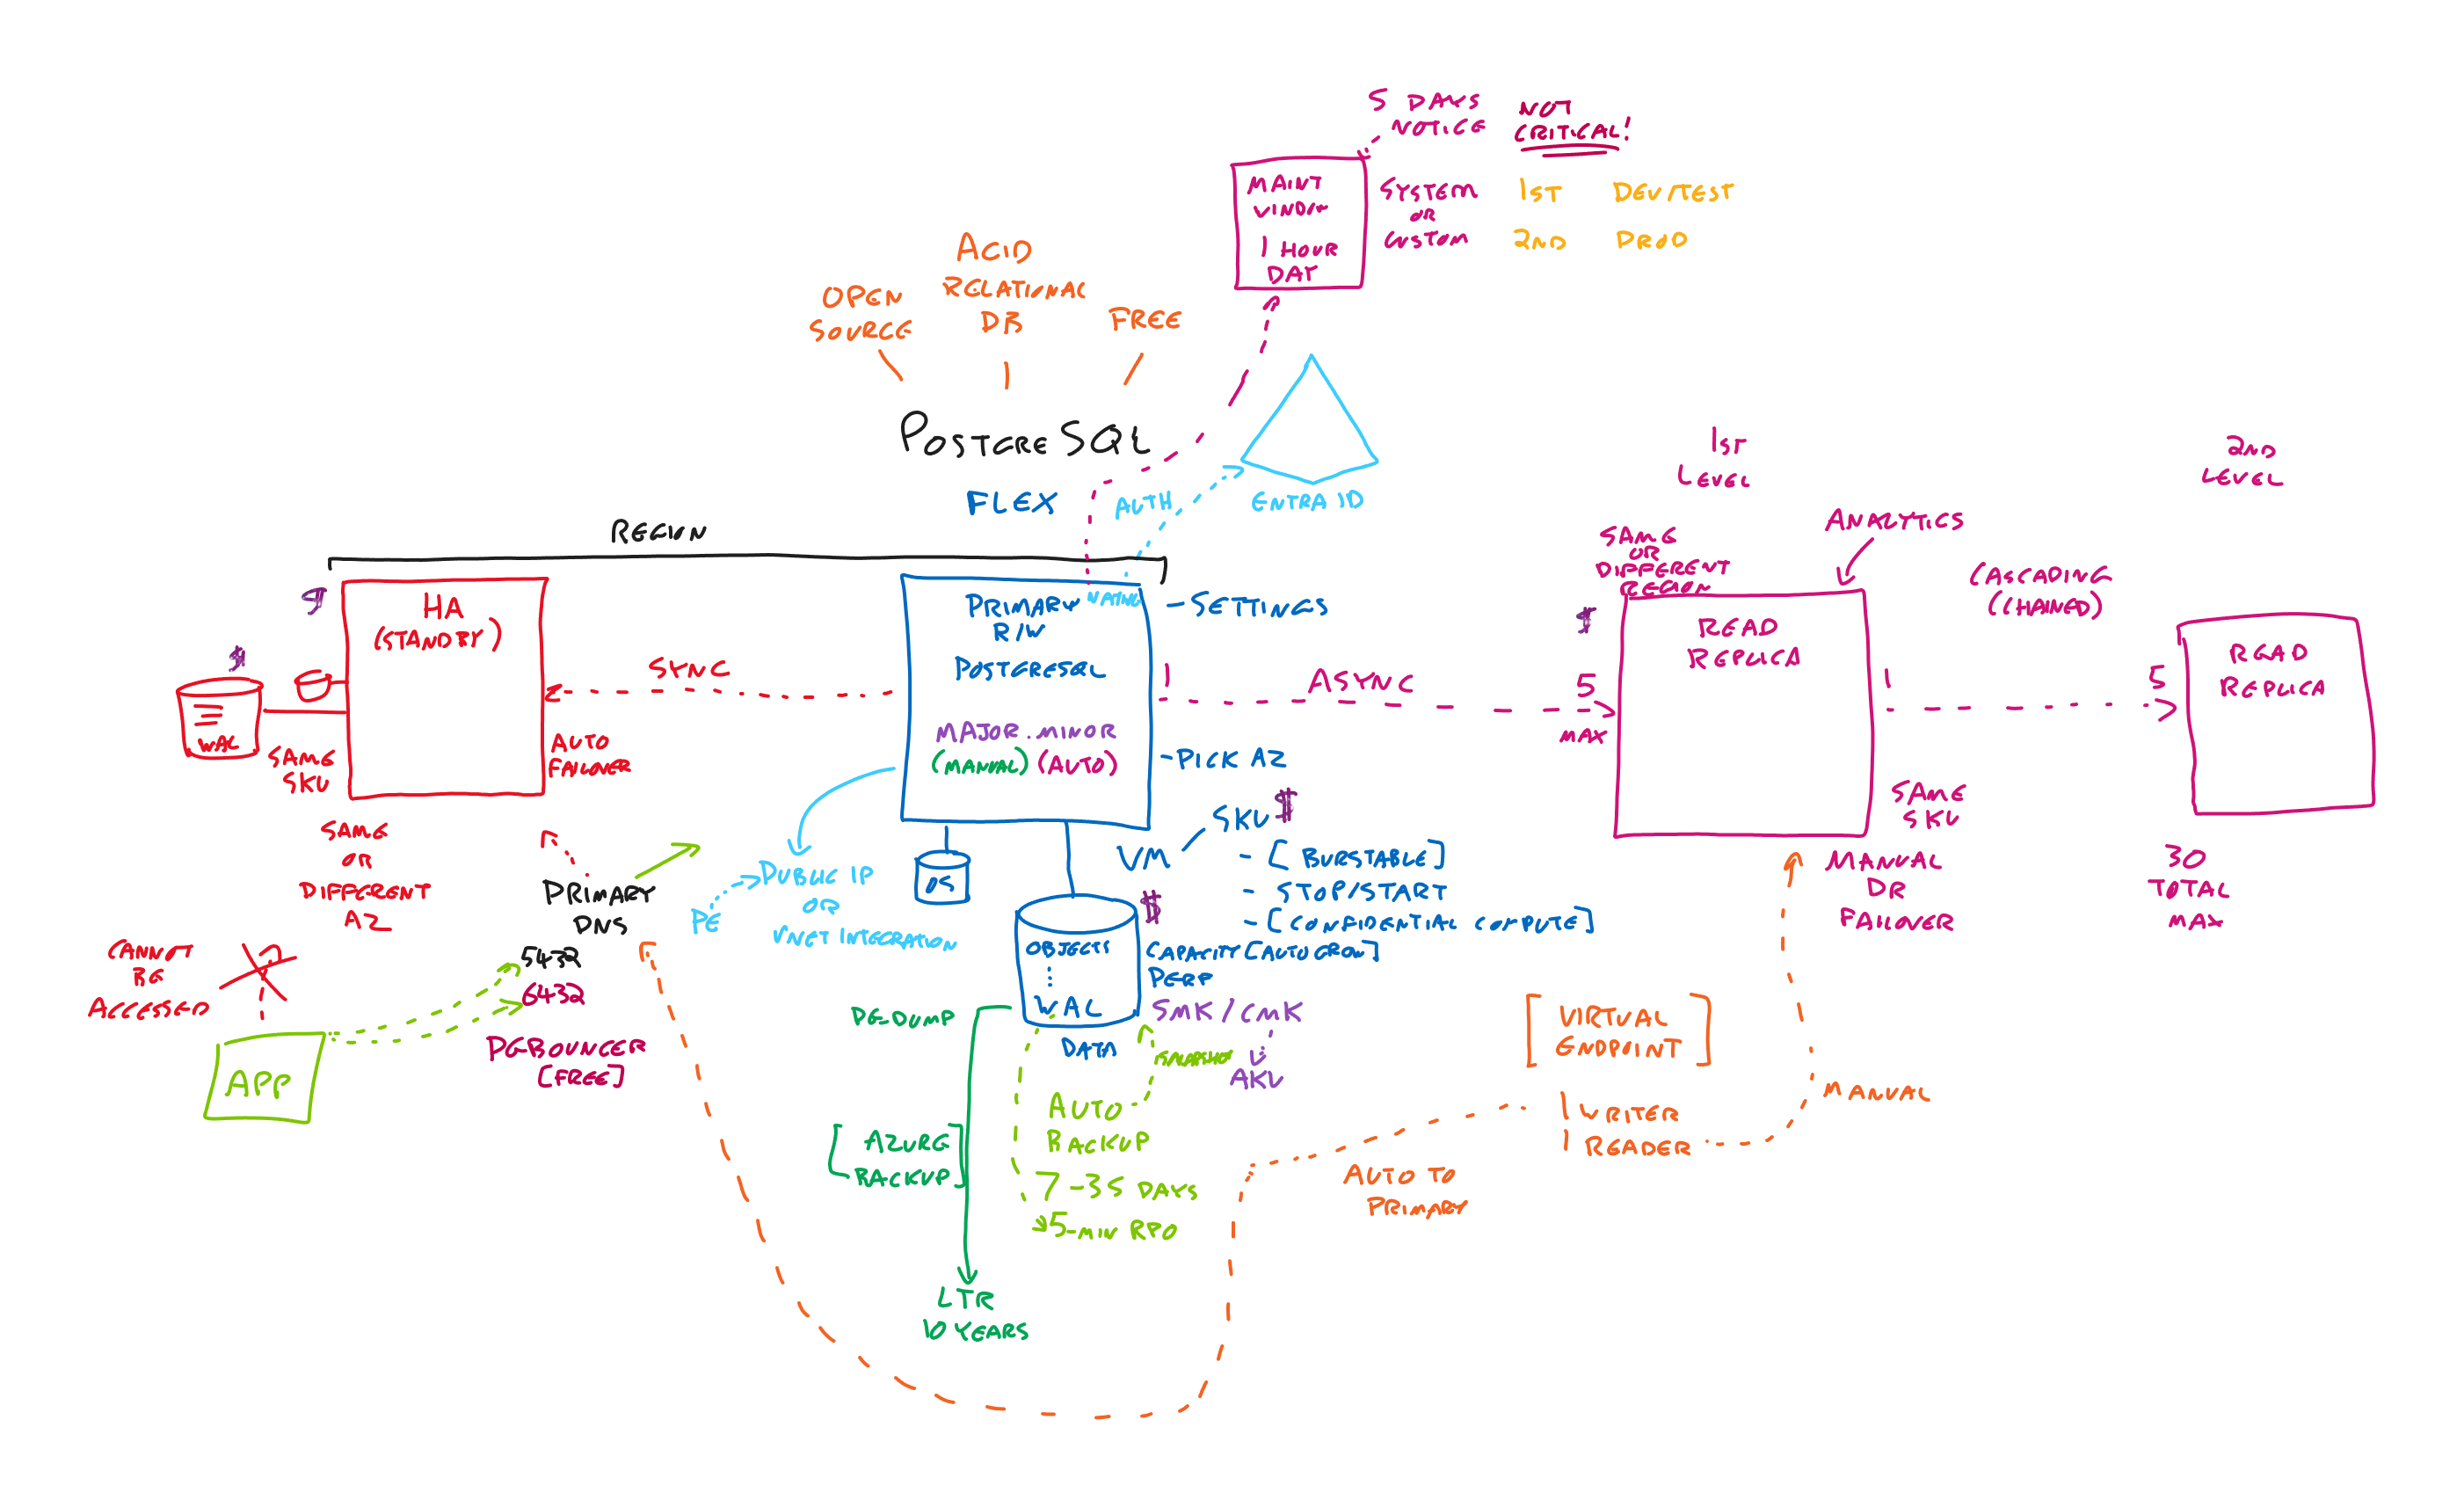 5 DAYS
NOTICE
NOT
CRITICAL!
MAINT
WINDOW
1 HOUR
DAY
SYSTEM
OR
CUSTOM
1ST DEV/TEST
2ND PROD
OPEN
SOURCE
ACID
RELATIONAL
DB
FREE
POSTGRESQL
FLEX
AUTH
ENTRA ID
REGION
1ST
LEVEL
2ND
LEVEL
$
HA
(STANDBY)
$
WAL
SAME
SKU
SYNC
AUTO
FAILOVER
SAME
OR
DIFFERENT
AZ
PRIMARY
R/W
NATIVE
POSTGRESQL
MAJOR.MINOR
(MANUAL) (AUTO)
- SETTINGS
- PICK AZ
1
ASYNC
5
MAX
$
SAME
OR
DIFFERENT
REGION
ANALYTICS
READ
REPLICA
CASCADING
(CHAINED)
1
5
READ
REPLICA
SAME
SKU
MANUAL
DR
FAILOVER
30
TOTAL
MAX
OS
VM
SKU $
- [BURSTABLE]
- STOP/START
- [CONFIDENTIAL COMPUTE]
PUBLIC IP
OR
VNET INTEGRATION
PE
PRIMARY
DNS
5432
6432
PGBOUNCER
[FREE]
CANNOT
BE
ACCESSED
APP
OBJECTS
WAL
DATA
$
CAPACITY [AUTOGROW]
PERF
SMK/CMK
AKV
SNAPSHOT
AUTO
BACKUP
7-35 DAYS
5-MIN RPO
PG-DUMP
[AZURE
BACKUP]
LTR
10 YEARS
[VIRTUAL
ENDPOINT]
1 WRITER
1 READER
MANUAL
AUTO TO
PRIMARY